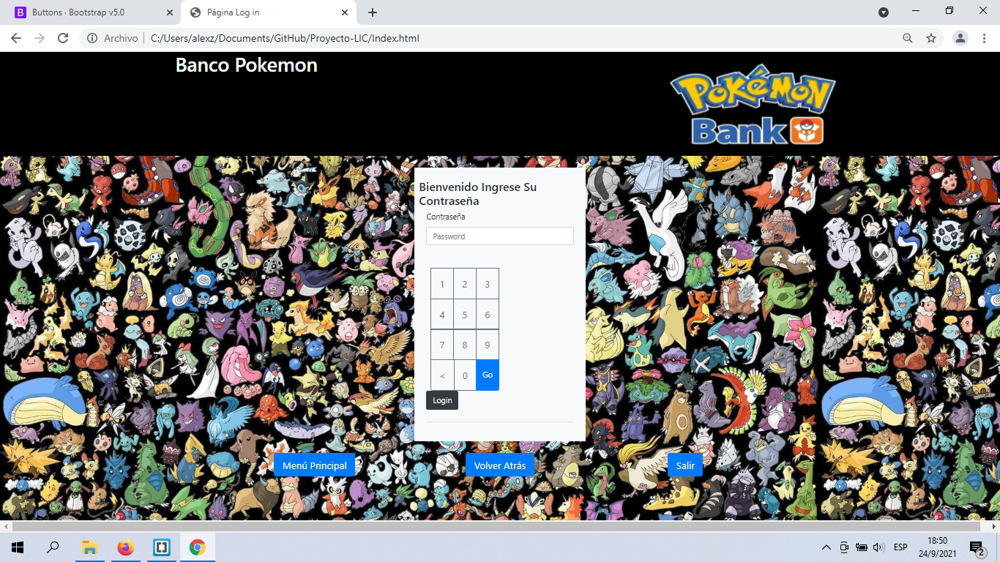 Buttons · Bootstrap v5.0
Página Log in
Archivo
C:/Users/alexz/Documents/GitHub/Proyecto-LIC/Index.html
Banco Pokemon
POKéMON
Bank
Bienvenido Ingrese Su
Contraseña
Contraseña
Password
1 2 3
4 5 6
7 8 9
< 0 Go
Login
Menú Principal
Volver Atrás
Salir
ESP
18:50
24/9/2021
2